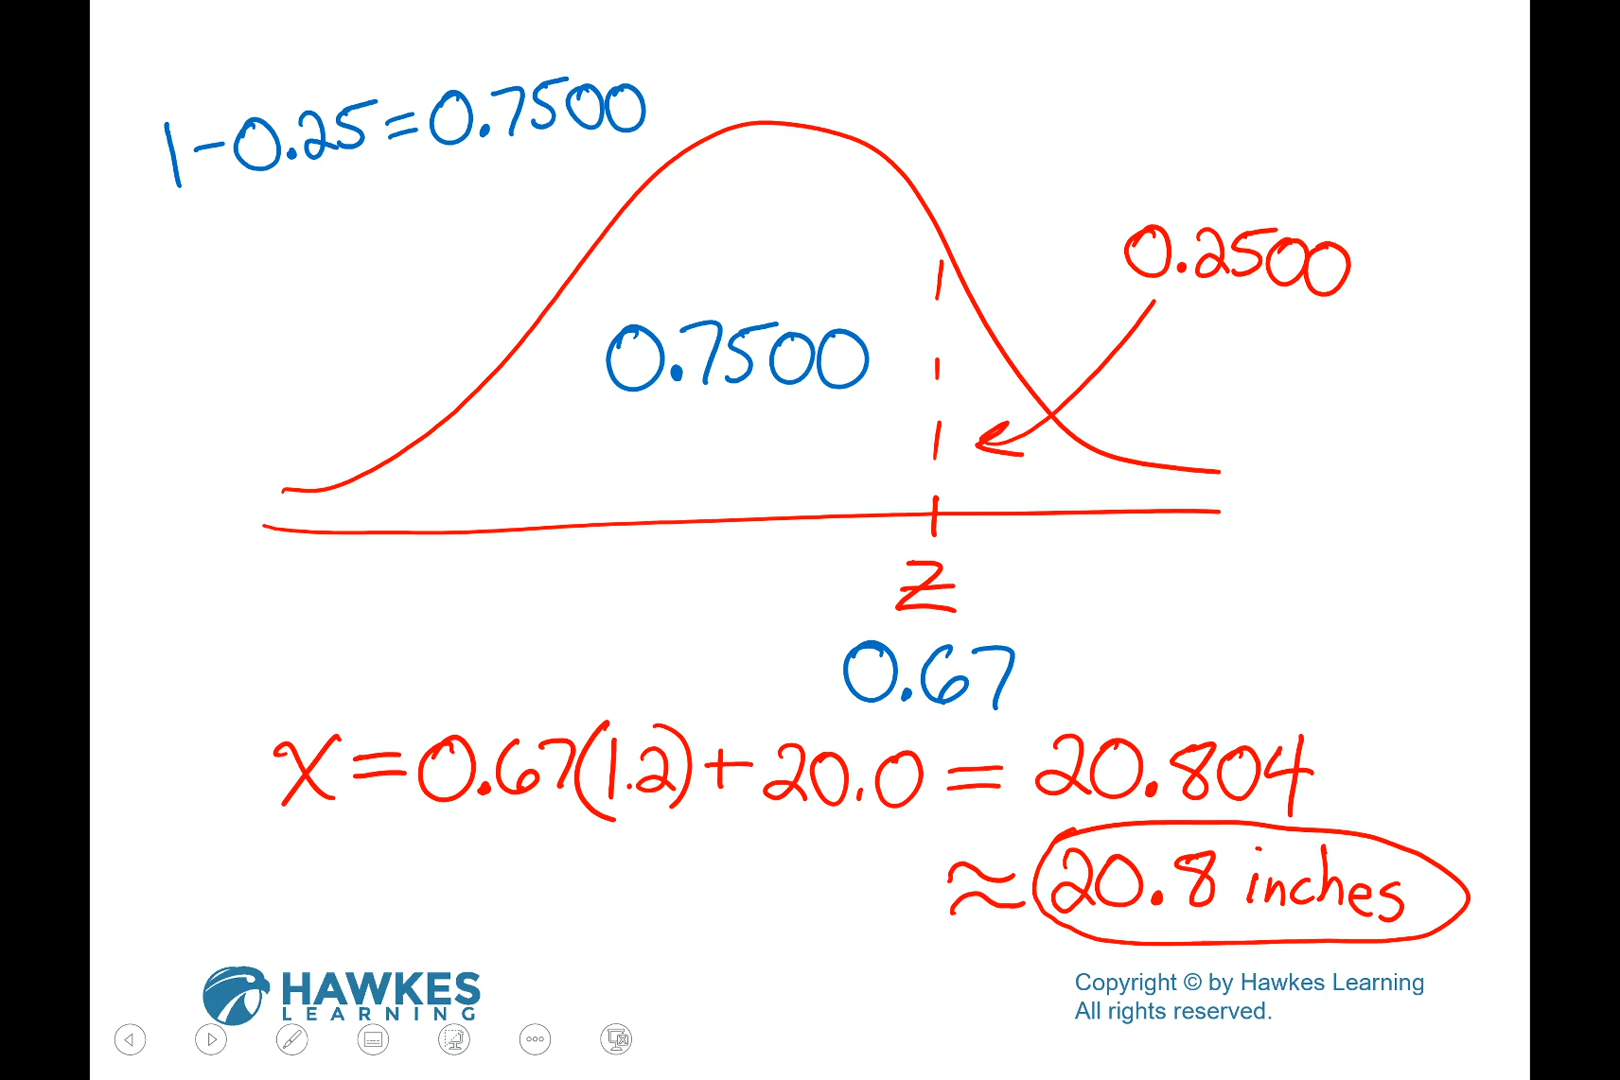 1-0.25=0.7500
0.2500
0.7500
Z
0.67
x=0.67(1.2)+20.0=20.804
≈20.8 inches
HAWKES
LEARNING
Copyright © by Hawkes Learning
All rights reserved.